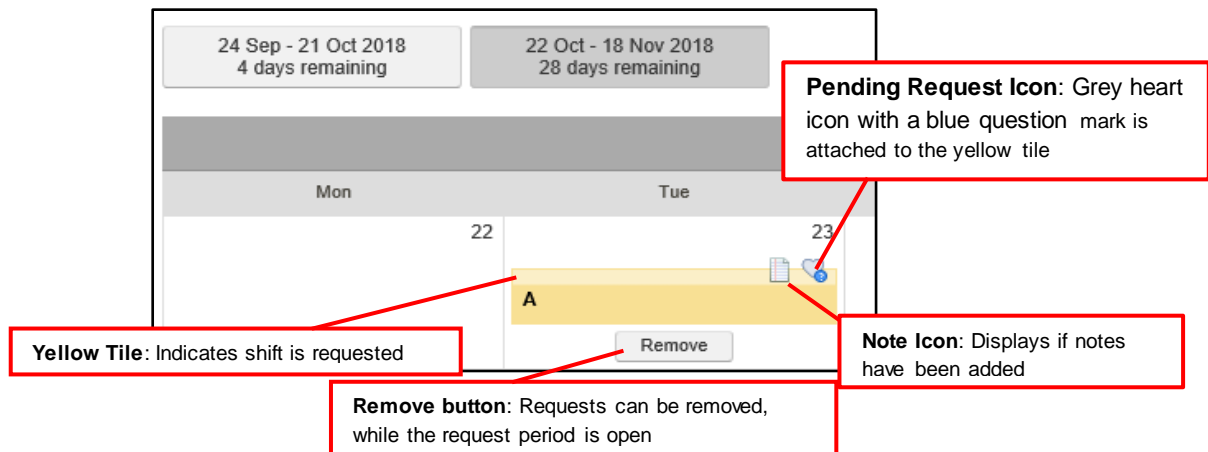 24 Sep - 21 Oct 2018
4 days remaining
22 Oct - 18 Nov 2018
28 days remaining
Pending Request Icon: Grey heart
icon with a blue question mark is
attached to the yellow tile
Mon
Tue
22
23
A
?
Remove
Yellow Tile: Indicates shift is requested
Note Icon: Displays if notes
have been added
Remove button: Requests can be removed,
while the request period is open